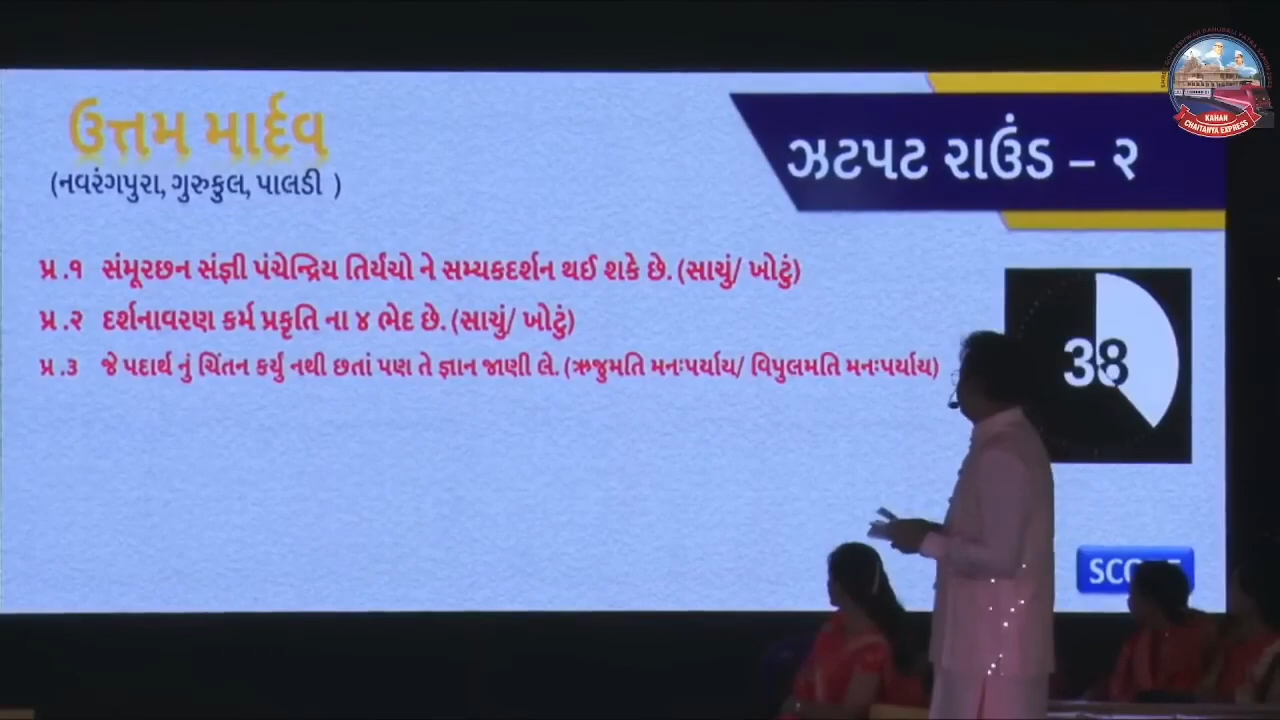 ઉત્તમ માર્દવ
(નવરંગપુરા, ગુરુકુલ, પાલડી )
ઝટપટ રાઉંડ – ૨
પ્ર.૧ સંમૂરછન સંજ્ઞી પંચેન્દ્રિય તિર્યંચો ને સમ્યકદર્શન થઈ શકે છે. (સાચું/ ખોટું)
પ્ર.૨ દર્શનાવરણ કર્મ પ્રકૃતિ ના ૪ ભેદ છે. (સાચું/ ખોટું)
પ્ર.૩ જે પદાર્થ નું ચિંતન કર્યું નથી છતાં પણ તે જ્ઞાન જાણી લે. (ઋજુમતિ મનઃપર્યાય/ વિપુલમતિ મનઃપર્યાય)
38
KAHAN
CHAITANYA EXPRESS